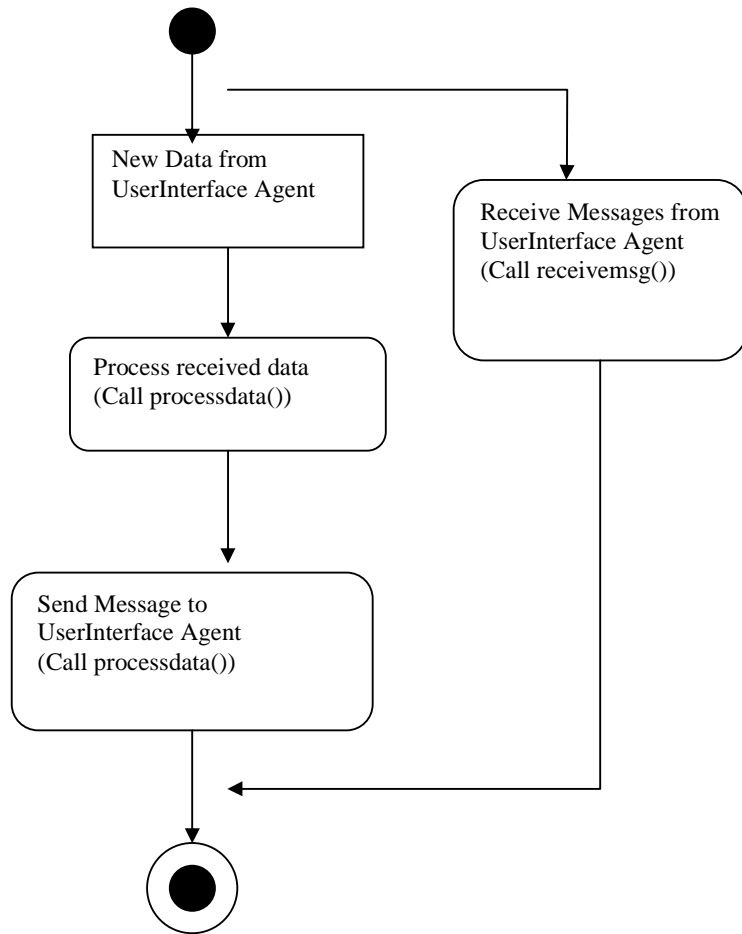 New Data from
UserInterface Agent
Receive Messages from
UserInterface Agent
(Call receivemsg())
Process received data
(Call processdata())
Send Message to
UserInterface Agent
(Call processdata())